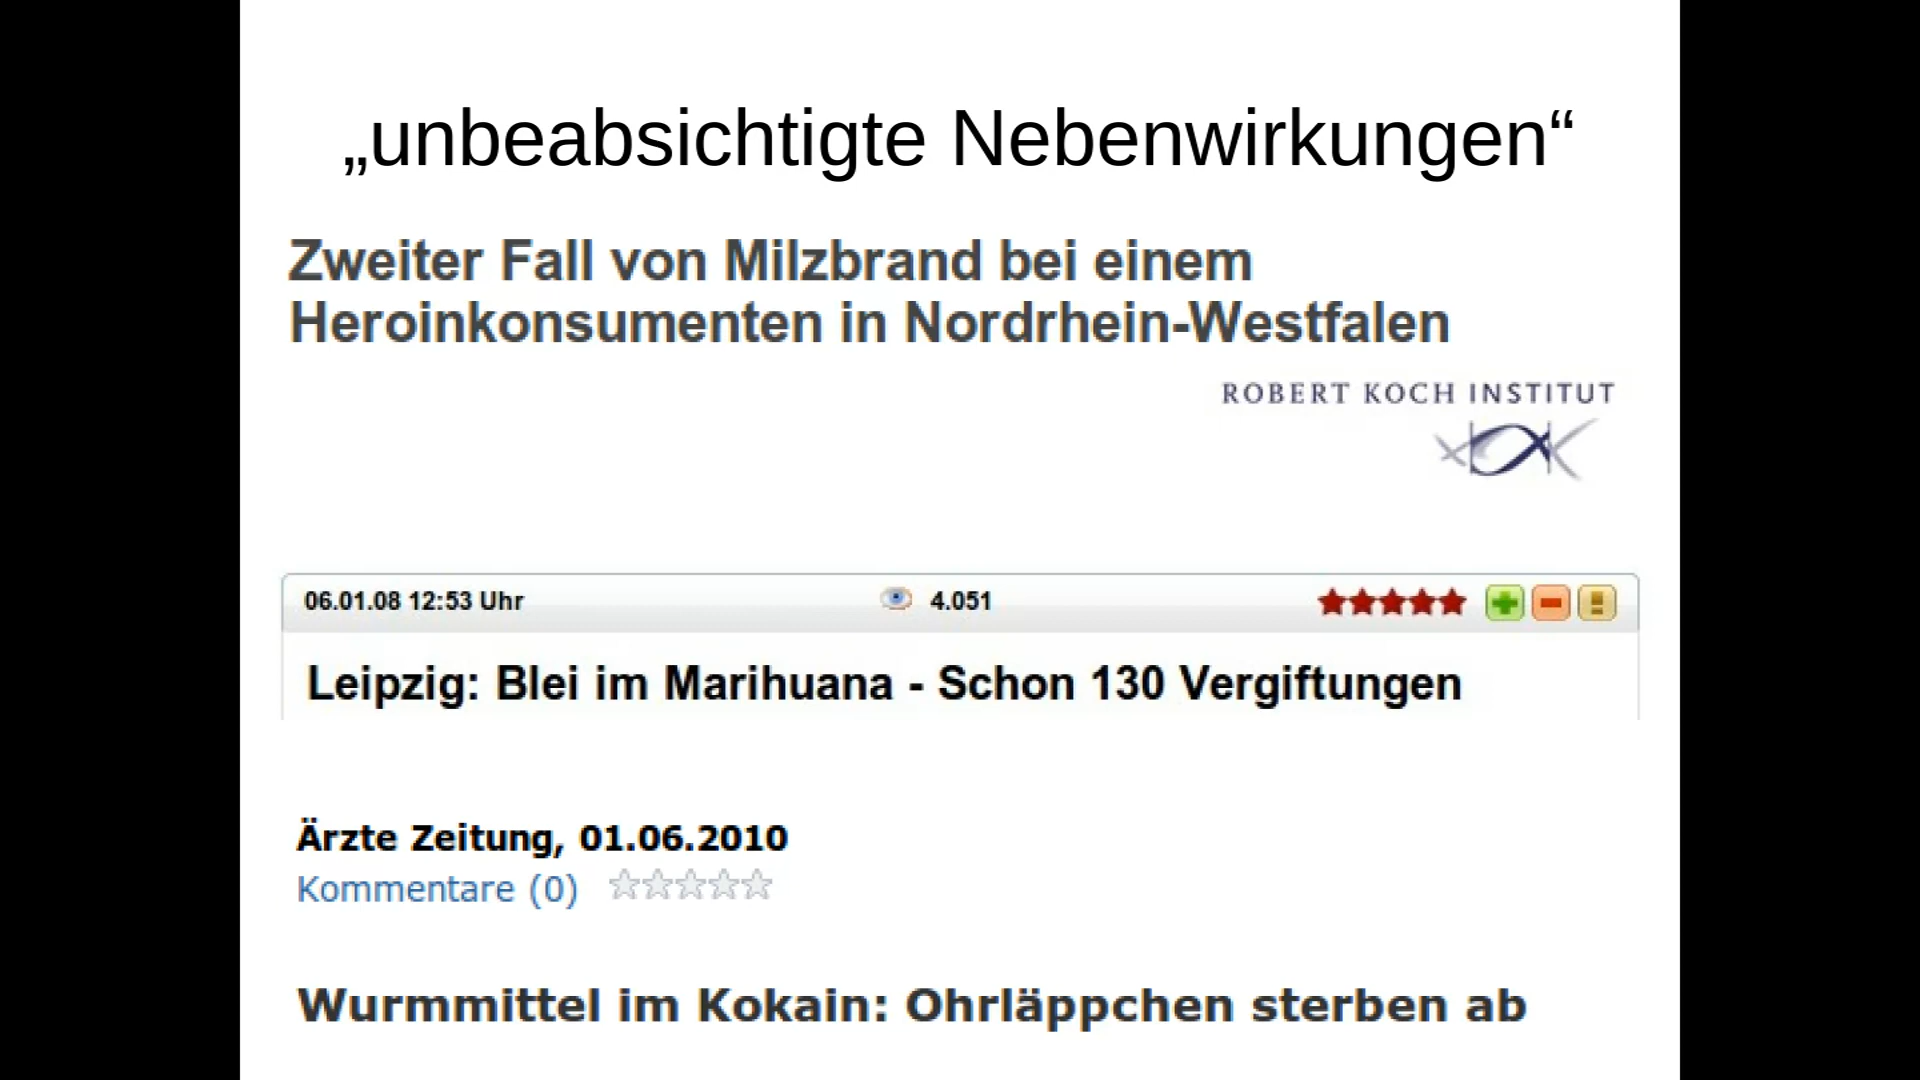 „unbeabsichtigte Nebenwirkungen“
Zweiter Fall von Milzbrand bei einem
Heroinkonsumenten in Nordrhein-Westfalen
ROBERT KOCH INSTITUT
06.01.08 12:53 Uhr 4.051
Leipzig: Blei im Marihuana - Schon 130 Vergiftungen
Ärzte Zeitung, 01.06.2010
Kommentare (0)
Wurmmittel im Kokain: Ohrläppchen sterben ab